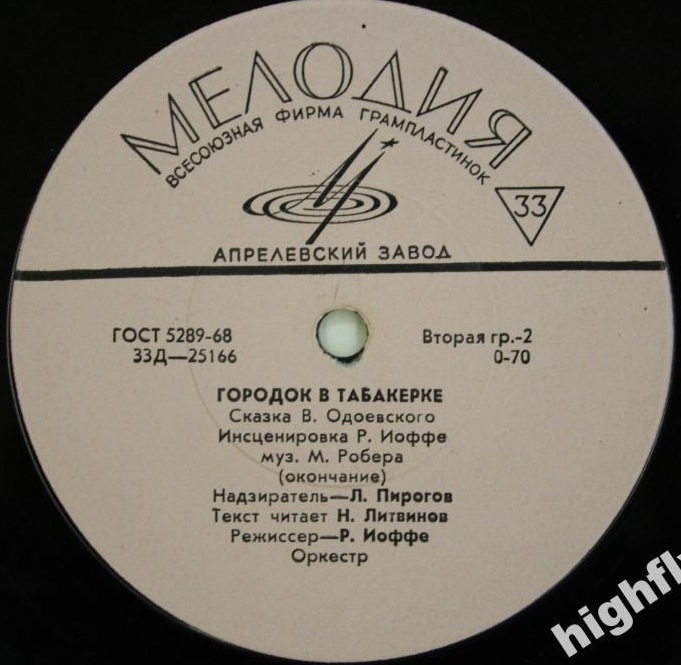 МЕЛОДИЯ
ВСЕСОЮЗНАЯ ФИРМА ГРАМПЛАСТИНОК
33
АПРЕЛЕВСКИЙ ЗАВОД
ГОСТ 5289-68
33Д—25166
Вторая гр.-2
0-70
ГОРОДОК В ТАБАКЕРКЕ
Сказка В. Одоевского
Инсценировка Р. Иоффе
муз. М. Робера
(окончание)
Надзиратель—Л. Пирогов
Текст читает Н. Литвинов
Режиссер—Р. Иоффе
Оркестр